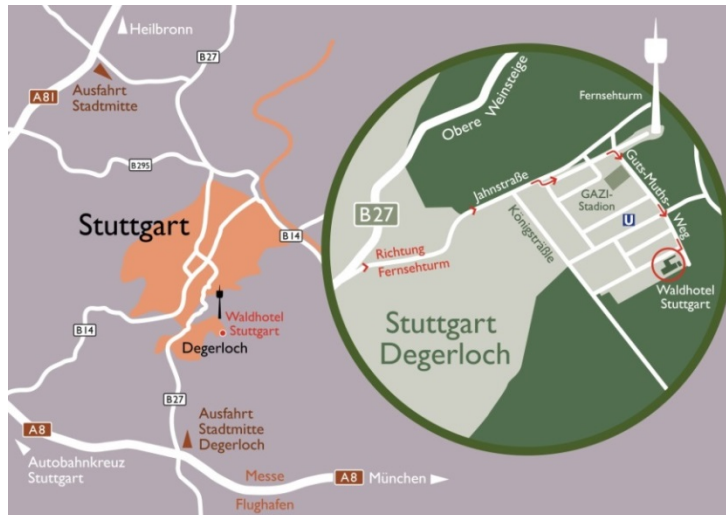 Heilbronn
B27
A81
Ausfahrt
Stadtmitte
B295
Stuttgart
B14
Waldhotel
Stuttgart
Degerloch
B14
B27
Ausfahrt
Stadtmitte
Degerloch
A8
Autobahnkreuz
Stuttgart
Messe
Flughafen
A8
München
Obere Weinsteige
Fernsehturm
Jahnstraße
Guts-Muths-Weg
GAZI-
Stadion
B27
U
Königstraßle
Richtung
Fernsehturm
Waldhotel
Stuttgart
Stuttgart
Degerloch